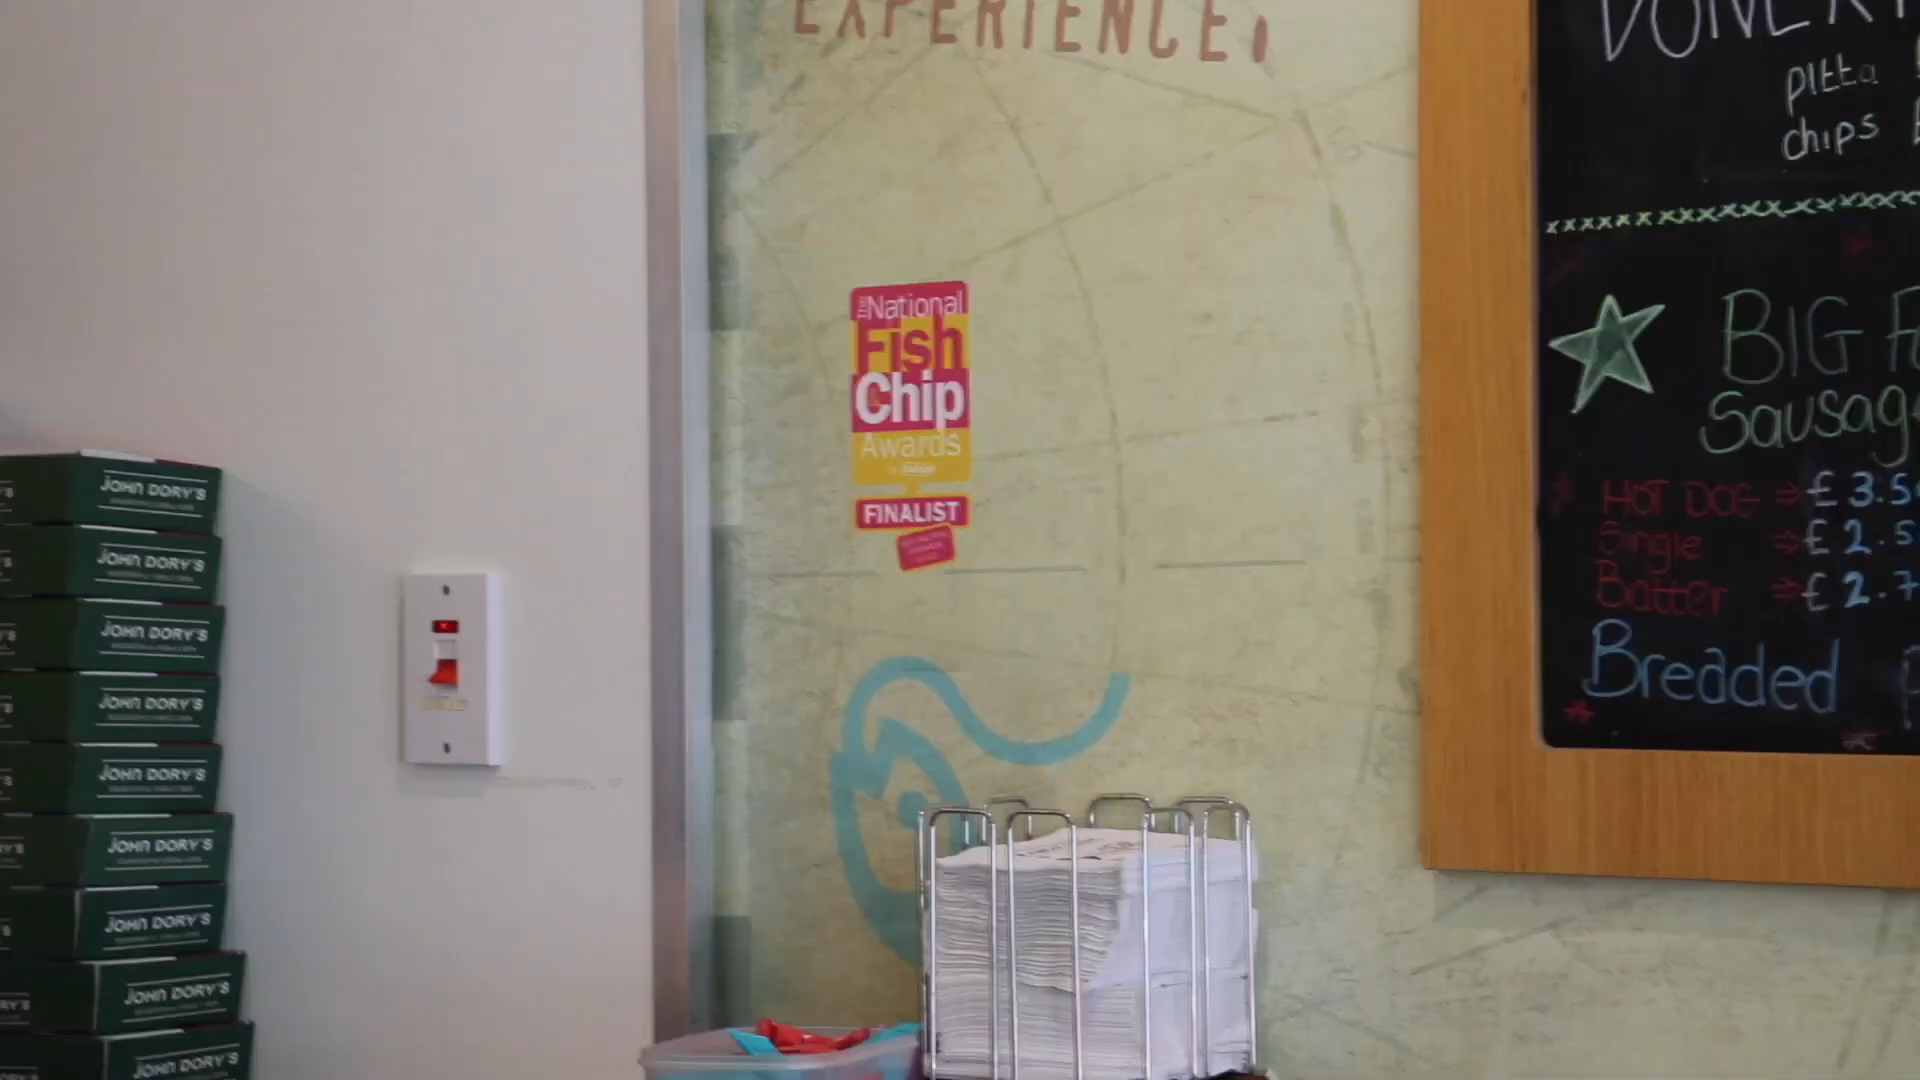 EXPERIENCE.
The National
Fish
& Chip
Awards
FINALIST
pitta
chips
BIG
HOT DOG → £ 3.5
Single → £ 2.5
Batter → £ 2.7
Breaded
JOHN DORY'S
JOHN DORY'S
JOHN DORY'S
JOHN DORY'S
JOHN DORY'S
JOHN DORY'S
JOHN DORY'S
JOHN DORY'S
JOHN DORY'S